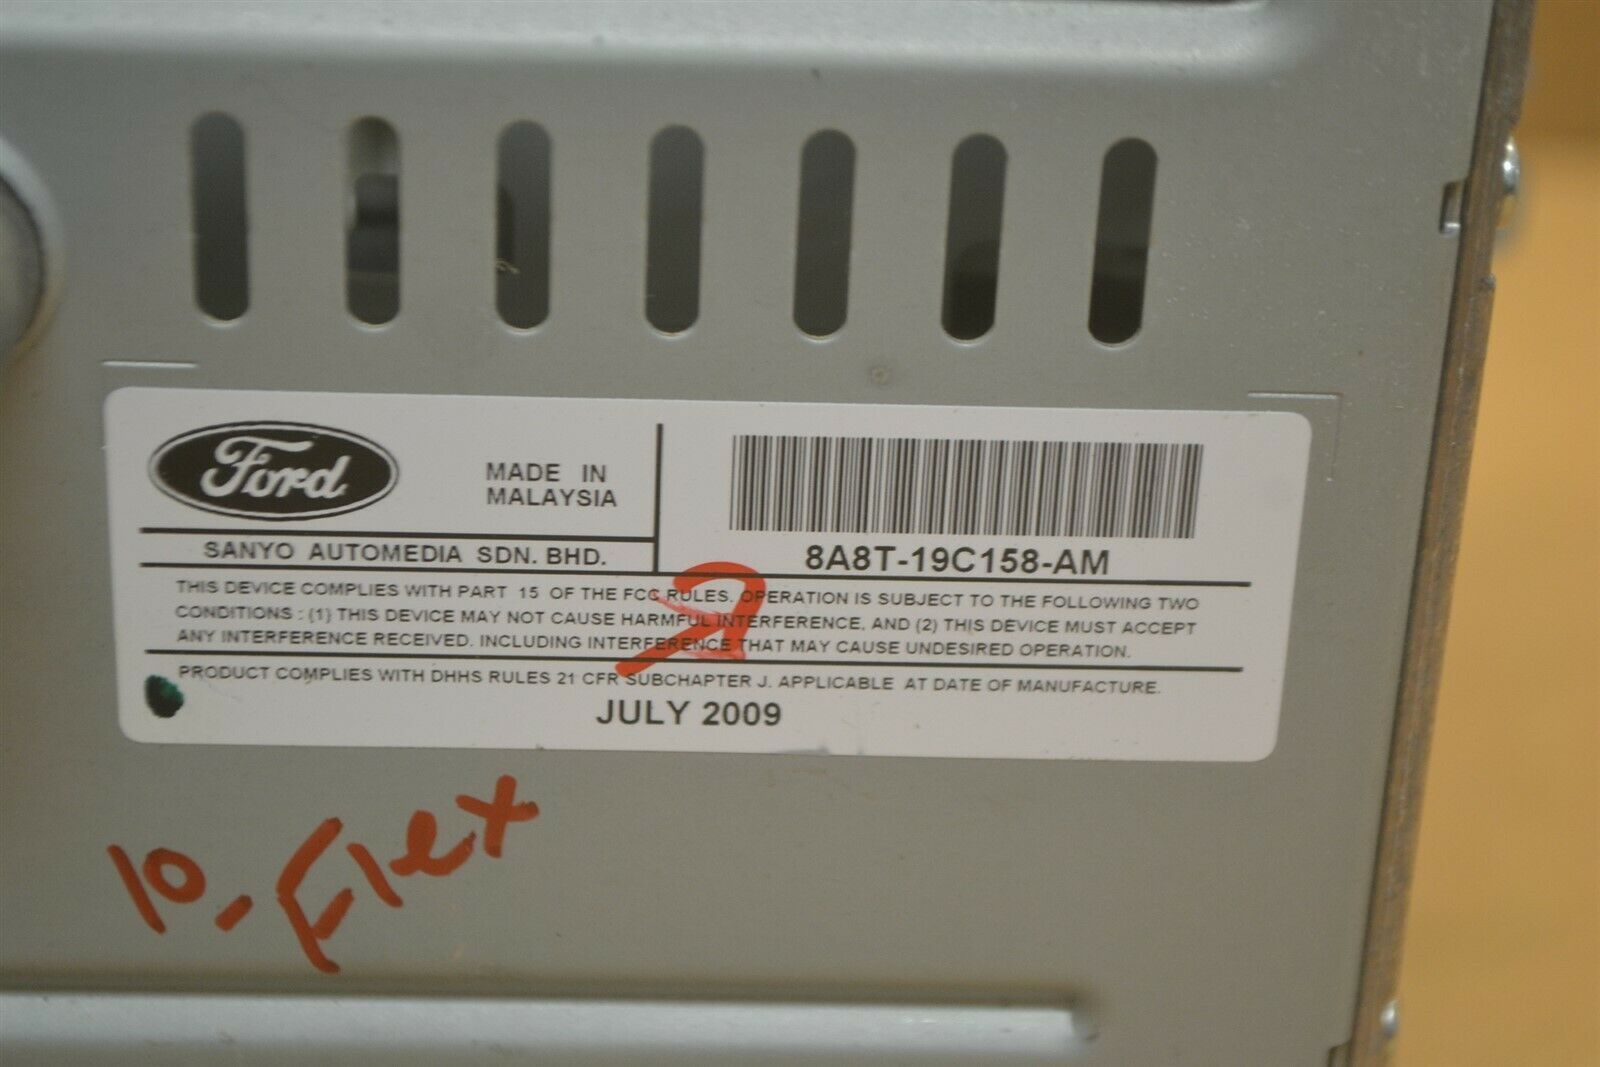 Ford
MADE IN
MALAYSIA
SANYO AUTOMEDIA SDN. BHD.
8A8T-19C158-AM
THIS DEVICE COMPLIES WITH PART 15 OF THE FCC RULES. OPERATION IS SUBJECT TO THE FOLLOWING TWO
CONDITIONS : (1) THIS DEVICE MAY NOT CAUSE HARMFUL INTERFERENCE, AND (2) THIS DEVICE MUST ACCEPT
ANY INTERFERENCE RECEIVED. INCLUDING INTERFERENCE THAT MAY CAUSE UNDESIRED OPERATION.
PRODUCT COMPLIES WITH DHHS RULES 21 CFR SUBCHAPTER J. APPLICABLE AT DATE OF MANUFACTURE.
JULY 2009
10-Flex